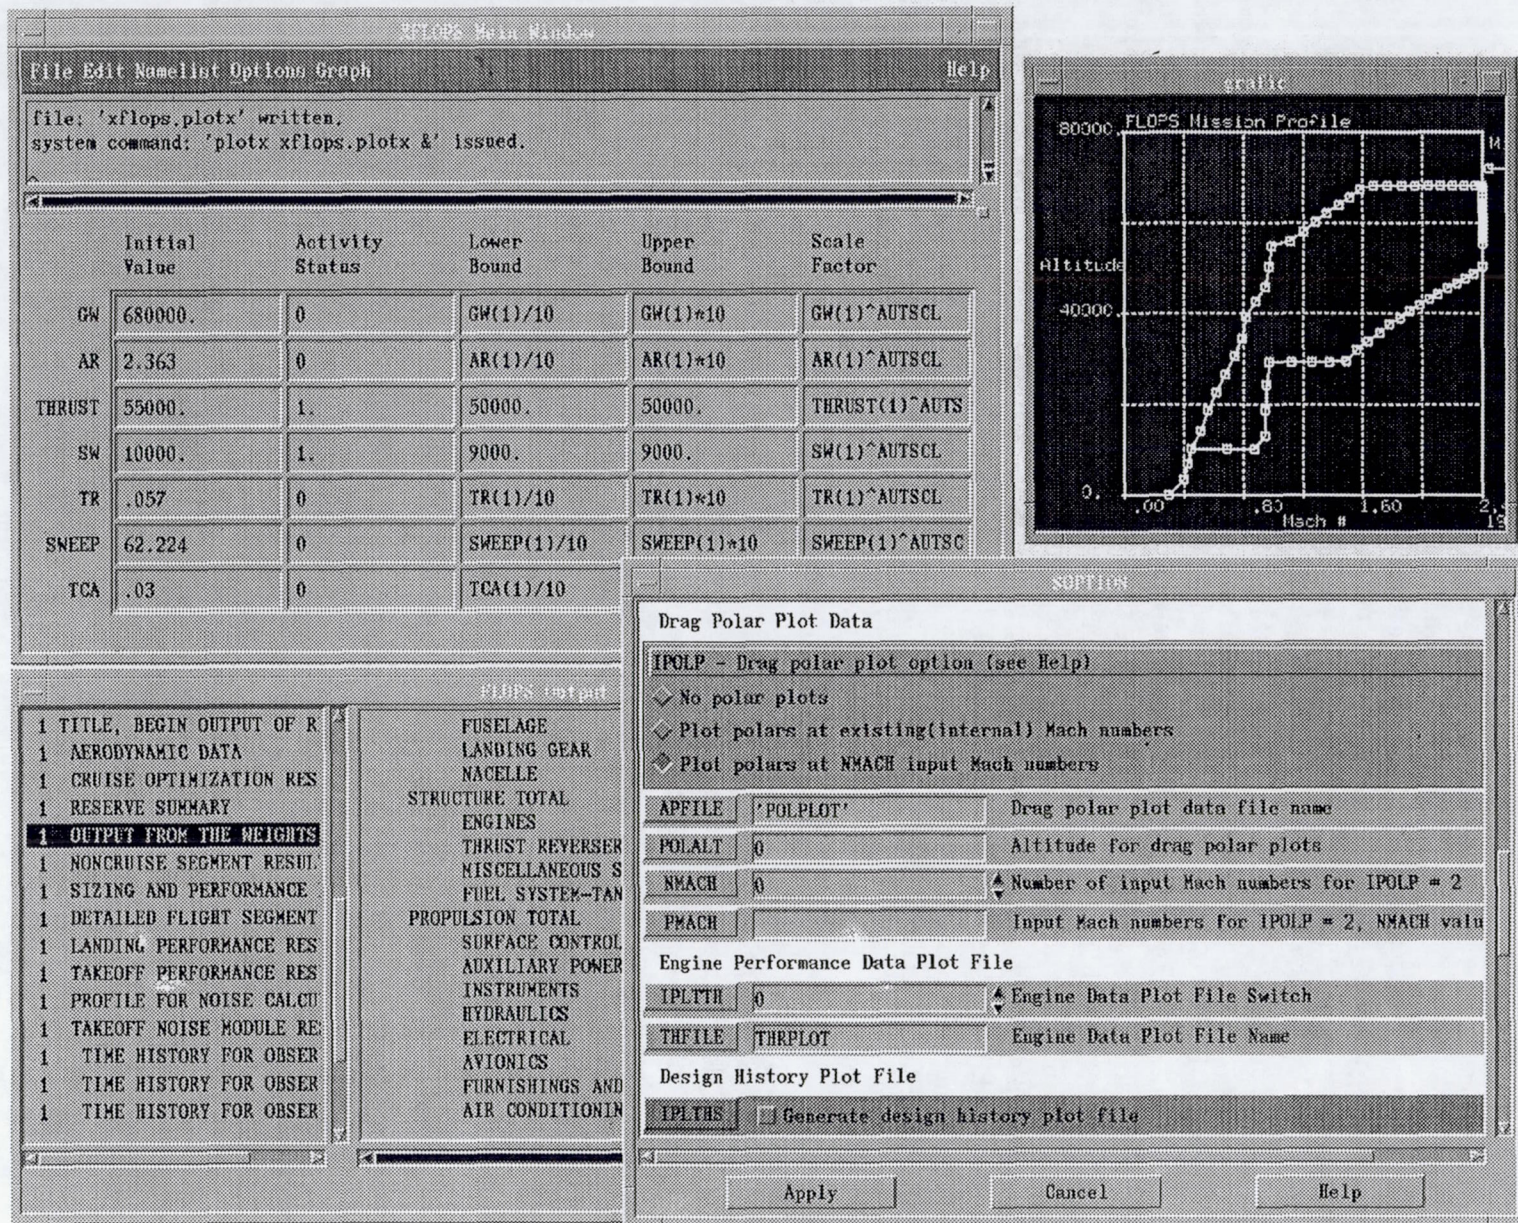 XFLOPS Main Window
File Edit Namelist Options Graph Help
file: 'xflops.plotx' written.
system command: 'plotx xflops.plotx &' issued.
Initial Value Activity Status Lower Bound Upper Bound Scale Factor
GW 680000. 0 GW(1)/10 GW(1)*10 GW(1)^AUTSCL
AR 2.363 0 AR(1)/10 AR(1)*10 AR(1)^AUTSCL
THRUST 55000. 1. 50000. 50000. THRUST(1)^AUTS
SW 10000. 1. 9000. 9000. SW(1)^AUTSCL
TR .057 0 TR(1)/10 TR(1)*10 TR(1)^AUTSCL
SWEEP 62.224 0 SWEEP(1)/10 SWEEP(1)*10 SWEEP(1)^AUTSC
TCA .03 0 TCA(1)/10
grafic
FLOPS Mission Profile
80000.
M
Altitude
40000.
0.
.00 .80 1.60 2.
Mach #
FLOPS output
1 TITLE, BEGIN OUTPUT OF R
1 AERODYNAMIC DATA
1 CRUISE OPTIMIZATION RES
1 RESERVE SUMMARY
1 OUTPUT FROM THE WEIGHTS
1 NONCRUISE SEGMENT RESUL
1 SIZING AND PERFORMANCE
1 DETAILED FLIGHT SEGMENT
1 LANDING PERFORMANCE RES
1 TAKEOFF PERFORMANCE RES
1 PROFILE FOR NOISE CALCU
1 TAKEOFF NOISE MODULE RE
1 TIME HISTORY FOR OBSER
1 TIME HISTORY FOR OBSER
1 TIME HISTORY FOR OBSER
FUSELAGE
LANDING GEAR
NACELLE
STRUCTURE TOTAL
ENGINES
THRUST REVERSER
MISCELLANEOUS S
FUEL SYSTEM-TAN
PROPULSION TOTAL
SURFACE CONTROL
AUXILIARY POWER
INSTRUMENTS
HYDRAULICS
ELECTRICAL
AVIONICS
FURNISHINGS AND
AIR CONDITIONIN
$OPTION
Drag Polar Plot Data
IPOLP - Drag polar plot option (see Help)
No polar plots
Plot polars at existing(internal) Mach numbers
Plot polars at NMACH input Mach numbers
APFILE 'POLPLOT' Drag polar plot data file name
POLALT 0 Altitude for drag polar plots
NMACH 0 Number of input Mach numbers for IPOLP = 2
PMACH Input Mach numbers for IPOLP = 2, NMACH valu
Engine Performance Data Plot File
IPLTTH 0 Engine Data Plot File Switch
THFILE THRPLOT Engine Data Plot File Name
Design History Plot File
IPLTHS Generate design history plot file
Apply Cancel Help